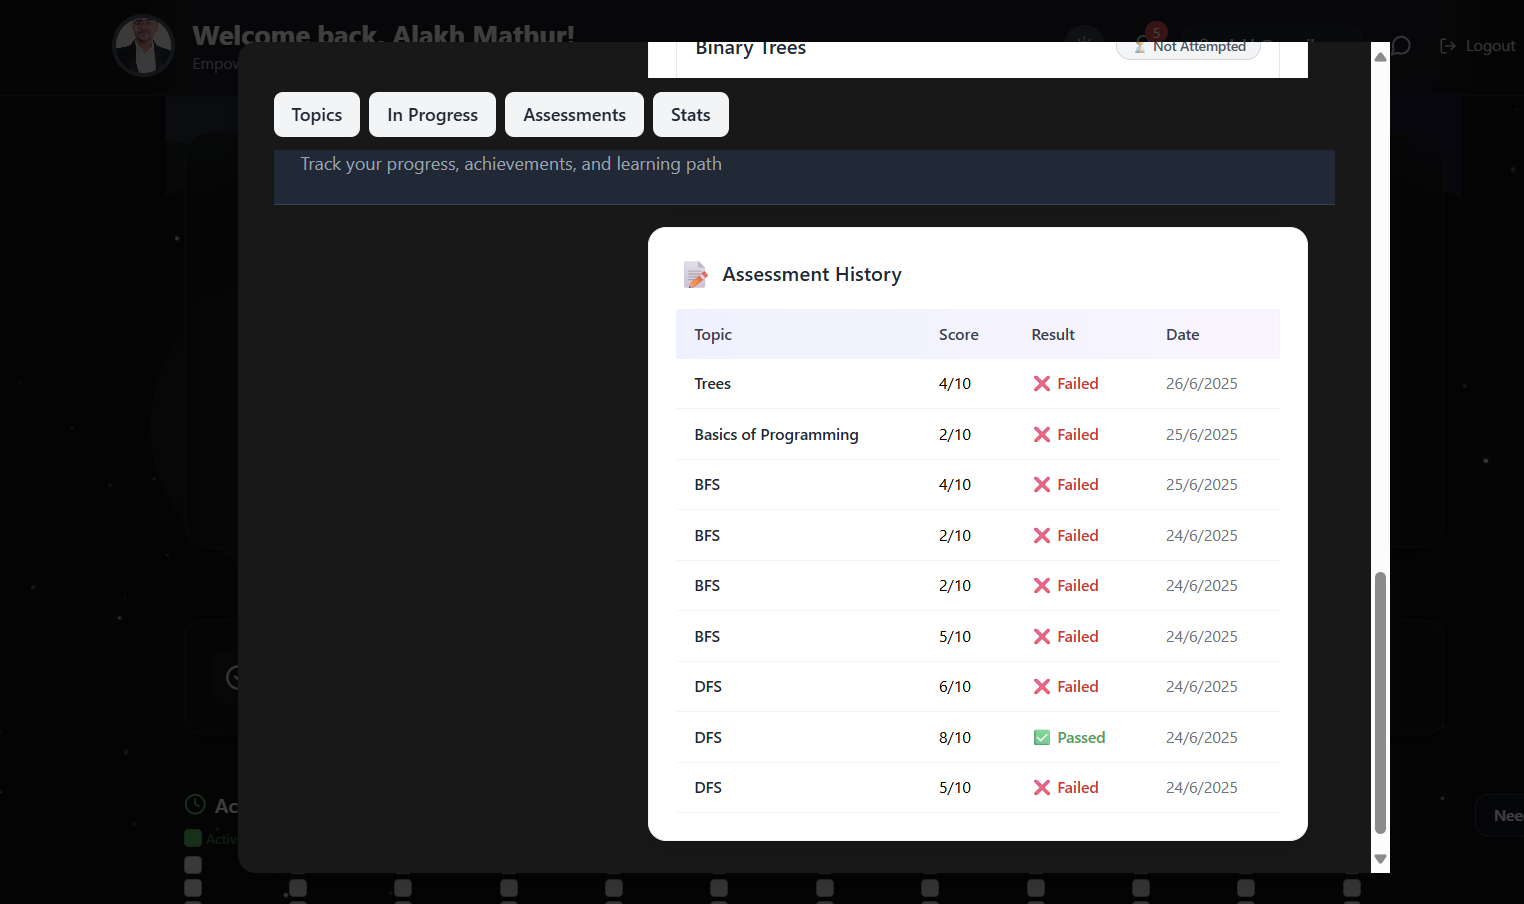 Welcome back, Alakh Mathur!
5
Logout
Binary Trees
Not Attempted
Topics
In Progress
Assessments
Stats
Track your progress, achievements, and learning path
Assessment History
Topic Score Result Date
Trees 4/10 Failed 26/6/2025
Basics of Programming 2/10 Failed 25/6/2025
BFS 4/10 Failed 25/6/2025
BFS 2/10 Failed 24/6/2025
BFS 2/10 Failed 24/6/2025
BFS 5/10 Failed 24/6/2025
DFS 6/10 Failed 24/6/2025
DFS 8/10 Passed 24/6/2025
DFS 5/10 Failed 24/6/2025